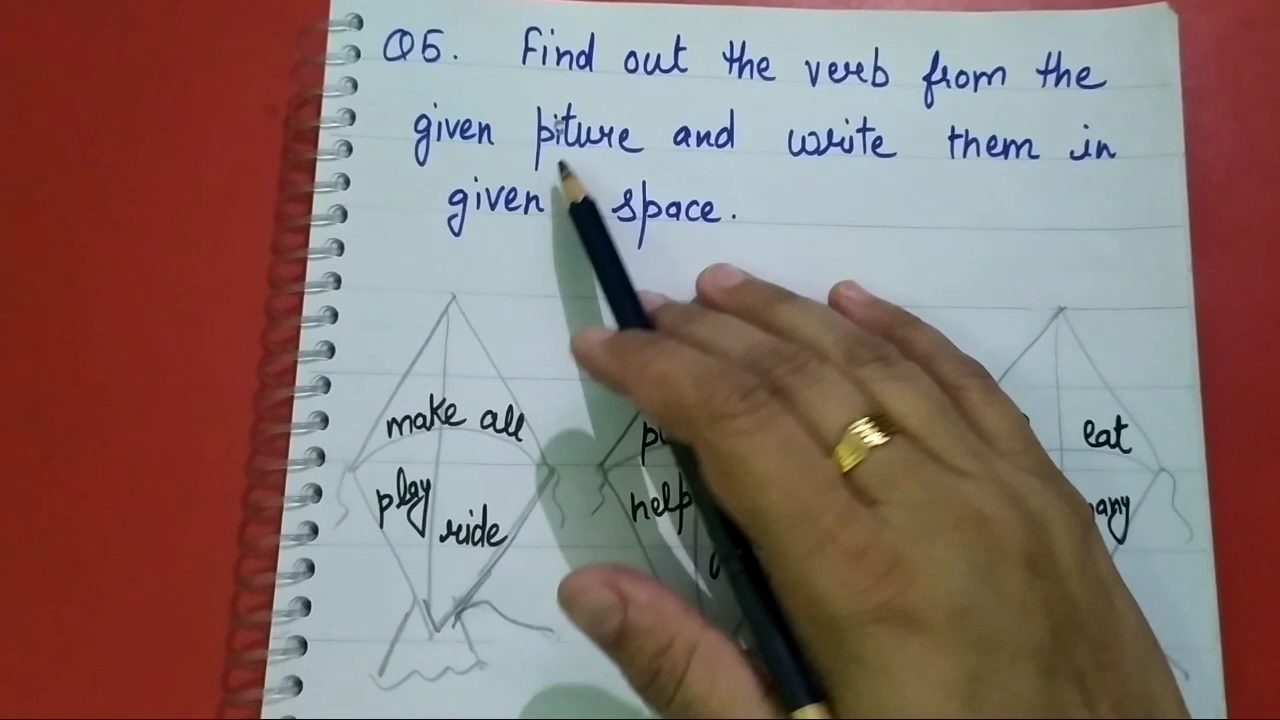 Q5. Find out the verb from the
given piture and write them in
given space.
make all
play
ride
help
eat